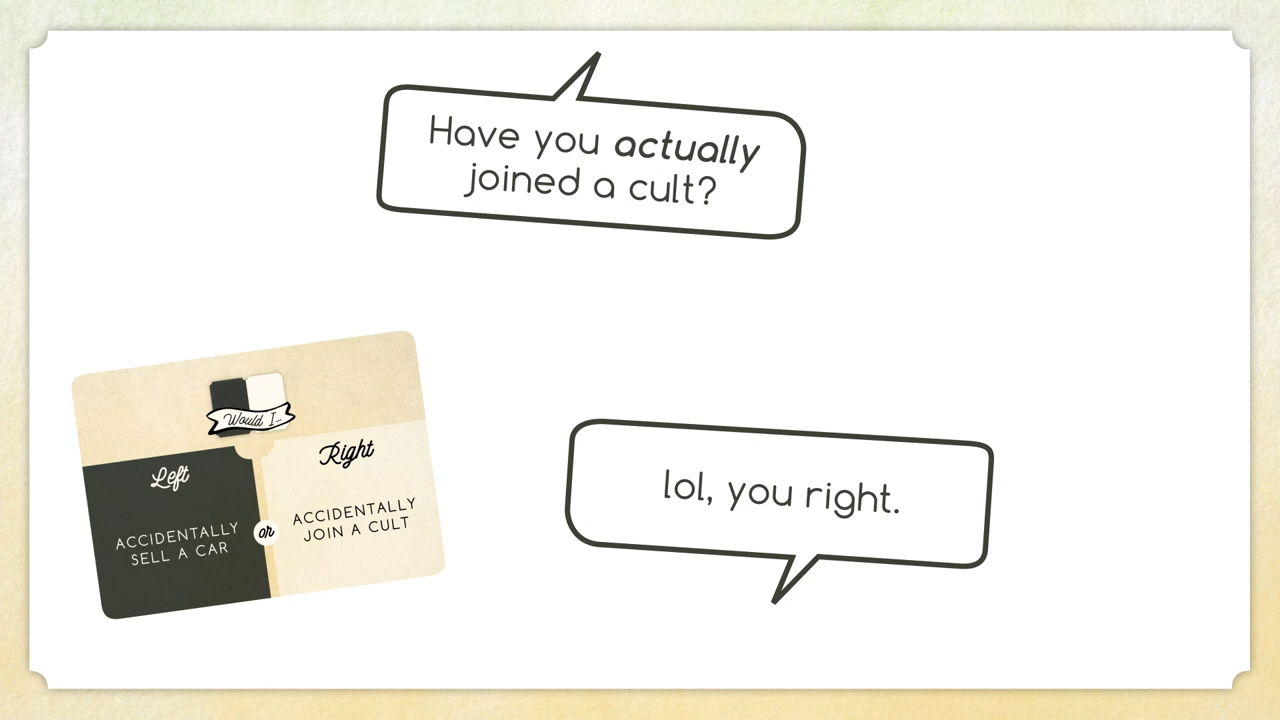 Have you actually
joined a cult?
Would I...
Left
ACCIDENTALLY
SELL A CAR
or
Right
ACCIDENTALLY
JOIN A CULT
lol, you right.